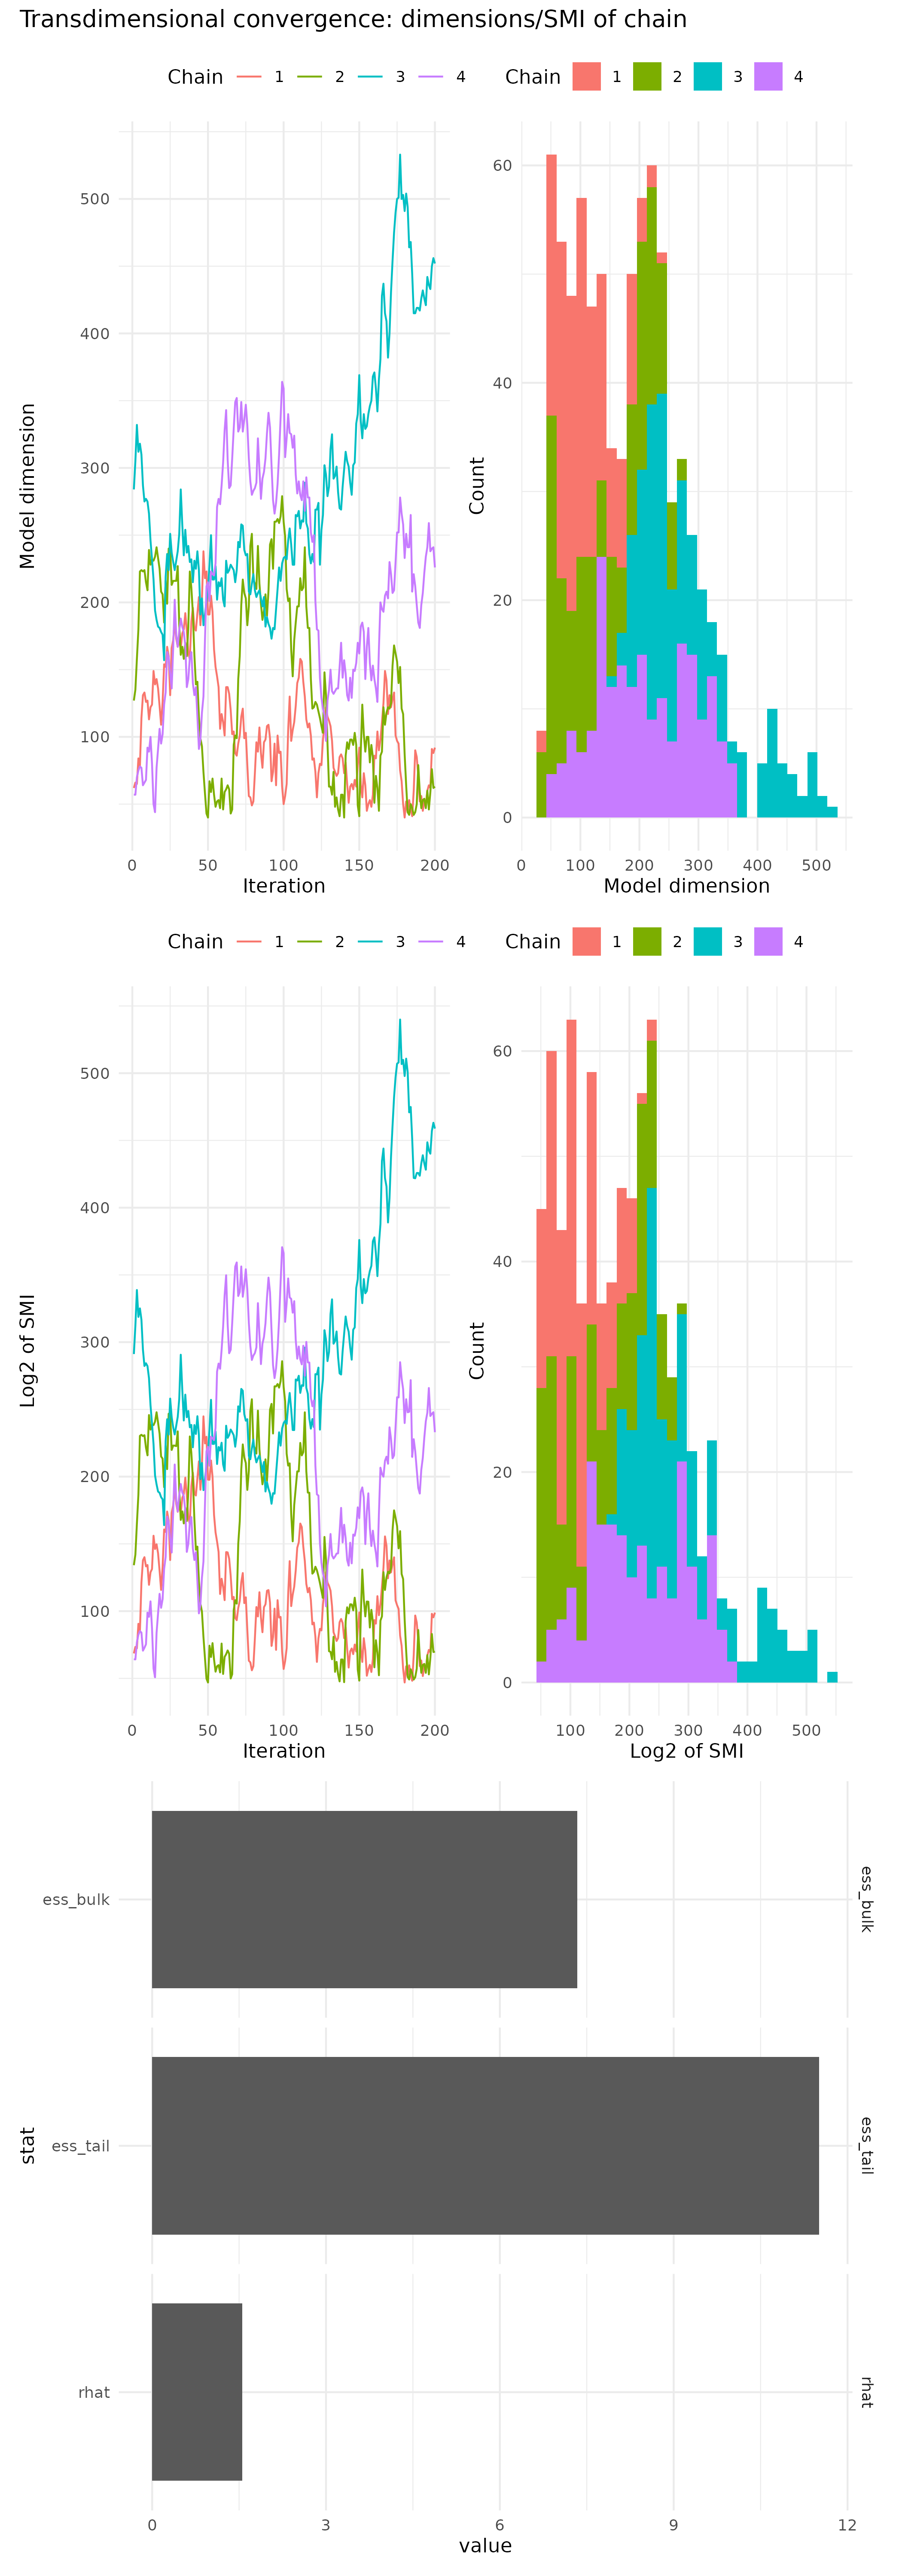 Transdimensional convergence: dimensions/SMI of chain
Chain 1 2 3 4
Chain 1 2 3 4
Model dimension
500
400
300
200
100
0 50 100 150 200
Iteration
Count
60
40
20
0
0 100 200 300 400 500
Model dimension
Chain 1 2 3 4
Chain 1 2 3 4
Log2 of SMI
500
400
300
200
100
0 50 100 150 200
Iteration
Count
60
40
20
0
100 200 300 400 500
Log2 of SMI
stat
ess_bulk
ess_bulk
ess_tail
ess_tail
rhat
rhat
0 3 6 9 12
value